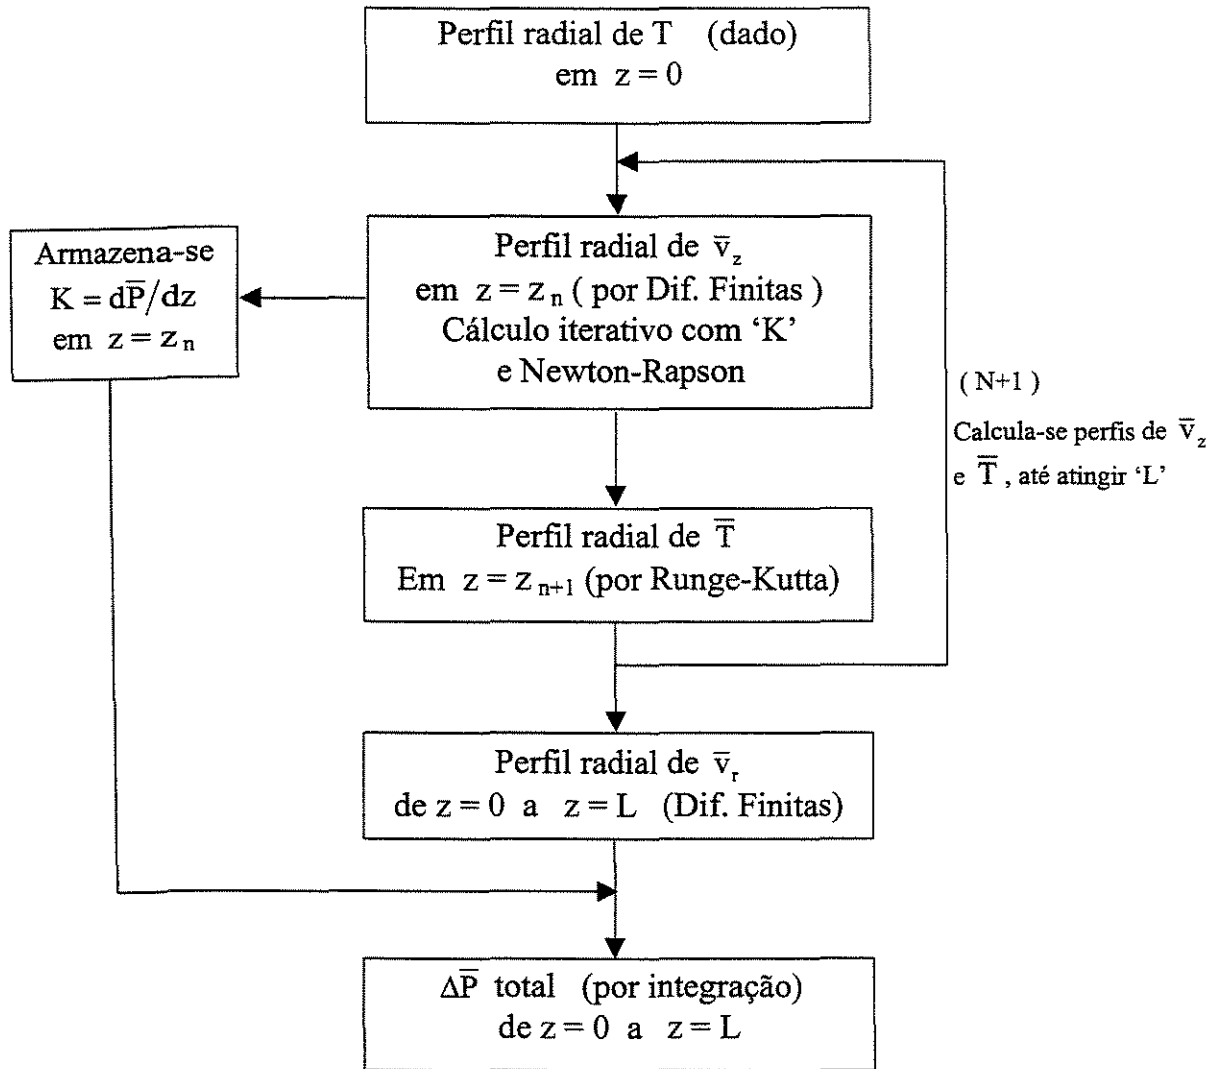 Perfil radial de T (dado)
em z = 0
Perfil radial de v̄z
em z = zn ( por Dif. Finitas )
Cálculo iterativo com ‘K’
e Newton-Rapson
Armazena-se
K = dP̄/dz
em z = zn
( N+1 )
Calcula-se perfis de v̄z
e T̄ , até atingir ‘L’
Perfil radial de T̄
Em z = zn+1 (por Runge-Kutta)
Perfil radial de v̄r
de z = 0 a z = L (Dif. Finitas)
ΔP̄ total (por integração)
de z = 0 a z = L